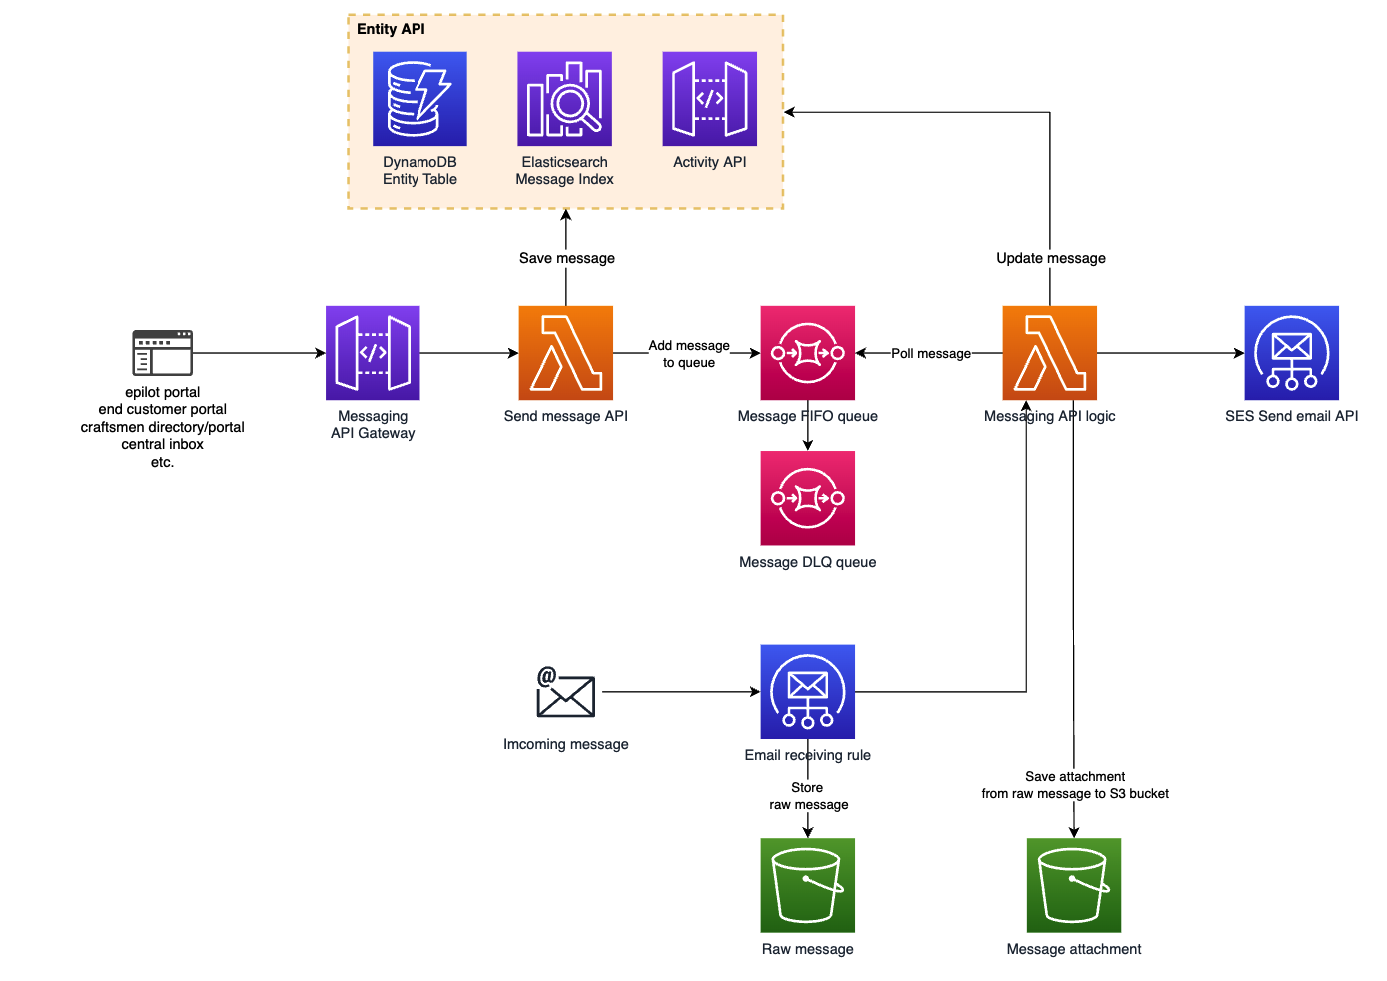 Entity API
DynamoDB
Entity Table
Elasticsearch
Message Index
Activity API
Save message
Update message
Add message
to queue
Poll message
epilot portal
end customer portal
craftsmen directory/portal
central inbox
etc.
Messaging
API Gateway
Send message API
Message FIFO queue
Messaging API logic
SES Send email API
Message DLQ queue
@
Imcoming message
Email receiving rule
Store
raw message
Save attachment
from raw message to S3 bucket
Raw message
Message attachment